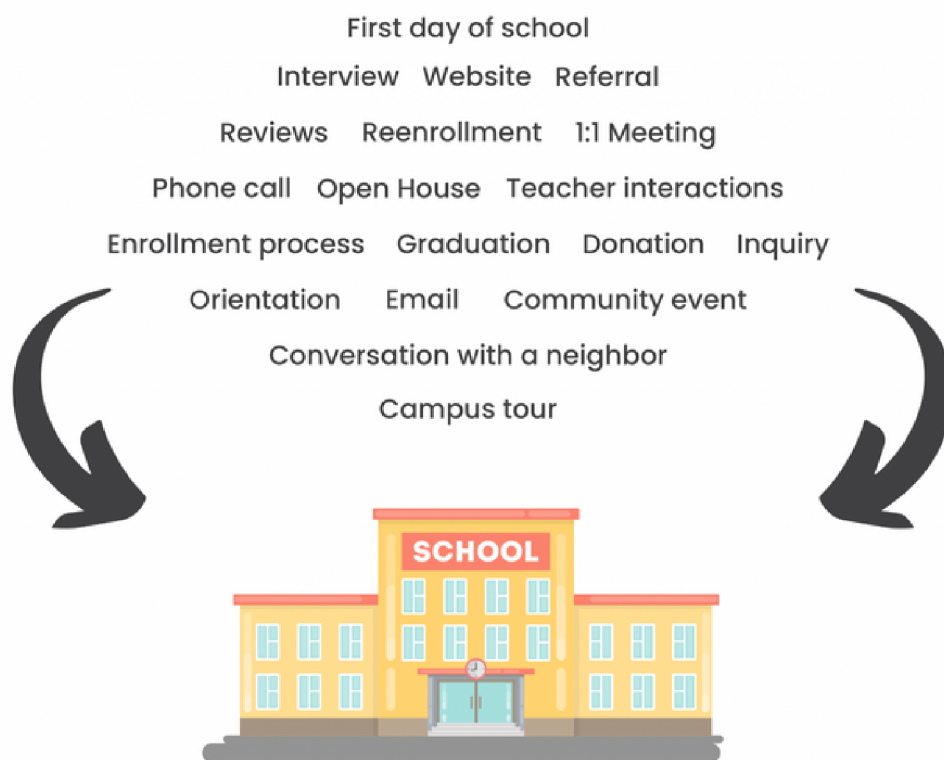 First day of school
Interview Website Referral
Reviews Reenrollment 1:1 Meeting
Phone call Open House Teacher interactions
Enrollment process Graduation Donation Inquiry
Orientation Email Community event
Conversation with a neighbor
Campus tour
SCHOOL